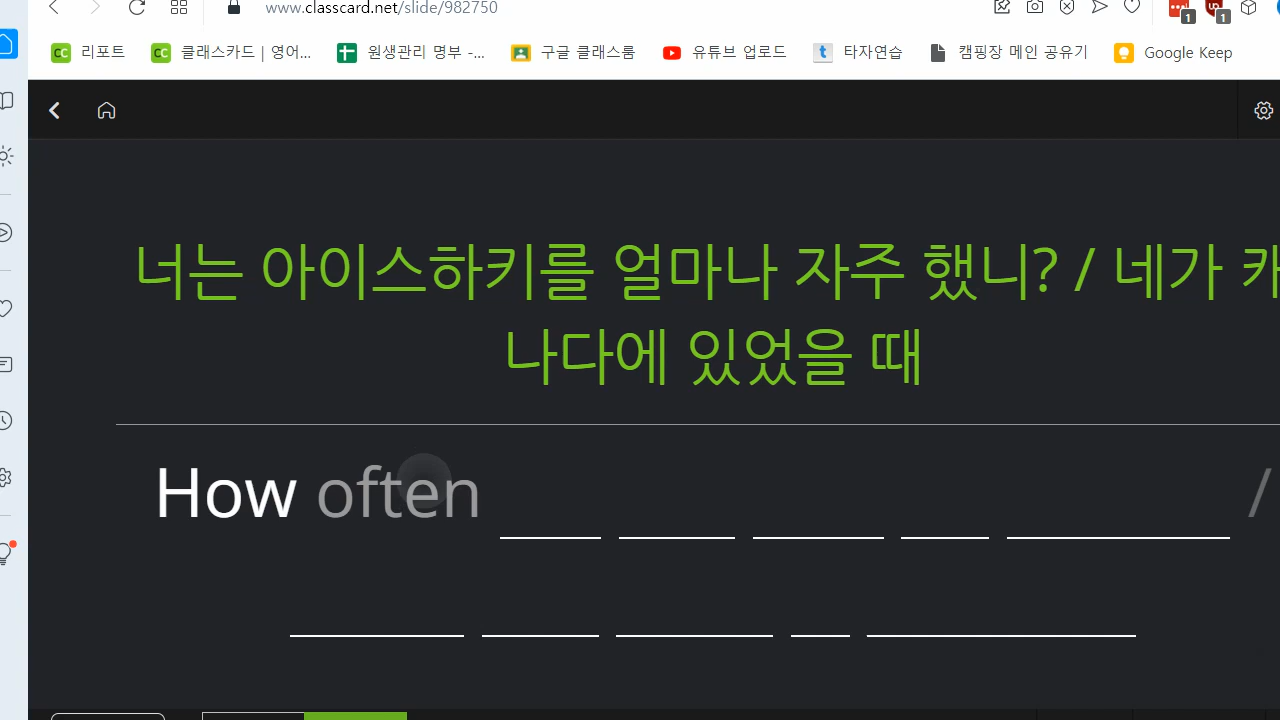 www.classcard.net/slide/982750
1 1
리포트 클래스카드 | 영어... 원생관리 명부 -... 구글 클래스룸 유튜브 업로드 타자연습 캠핑장 메인 공유기 Google Keep
너는 아이스하키를 얼마나 자주 했니? / 네가 캐
나다에 있었을 때
How often /